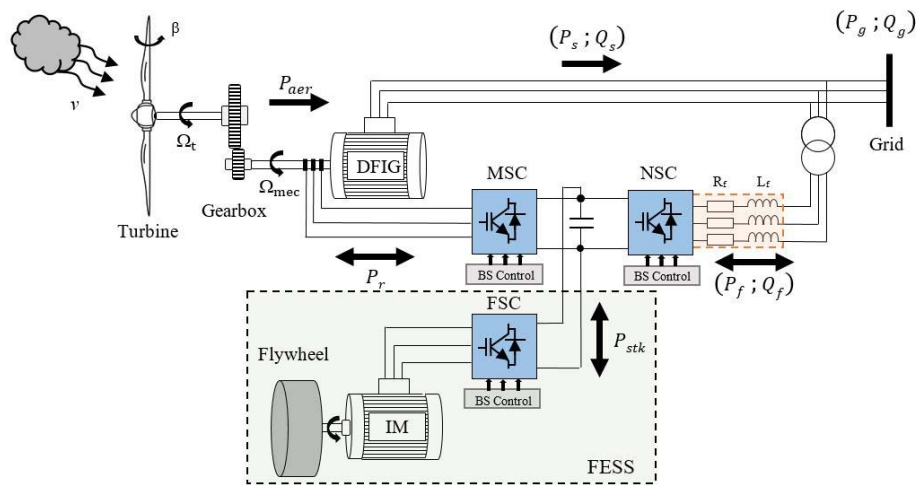 (P_s ; Q_s)
(P_g ; Q_g)
β
v
P_aer
Ω_t
Grid
DFIG
MSC
NSC
R_f
L_f
Ω_mec
Gearbox
Turbine
BS Control
BS Control
P_r
(P_f ; Q_f)
FSC
P_stk
Flywheel
BS Control
IM
FESS